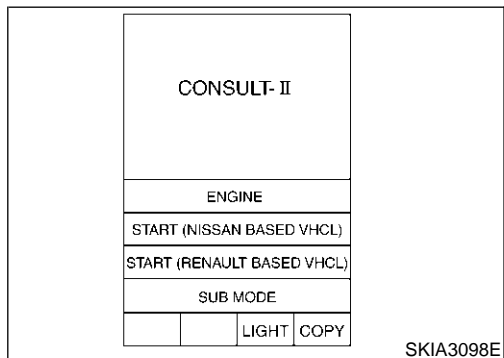 CONSULT-II
ENGINE
START (NISSAN BASED VHCL)
START (RENAULT BASED VHCL)
SUB MODE
LIGHT COPY
SKIA3098E